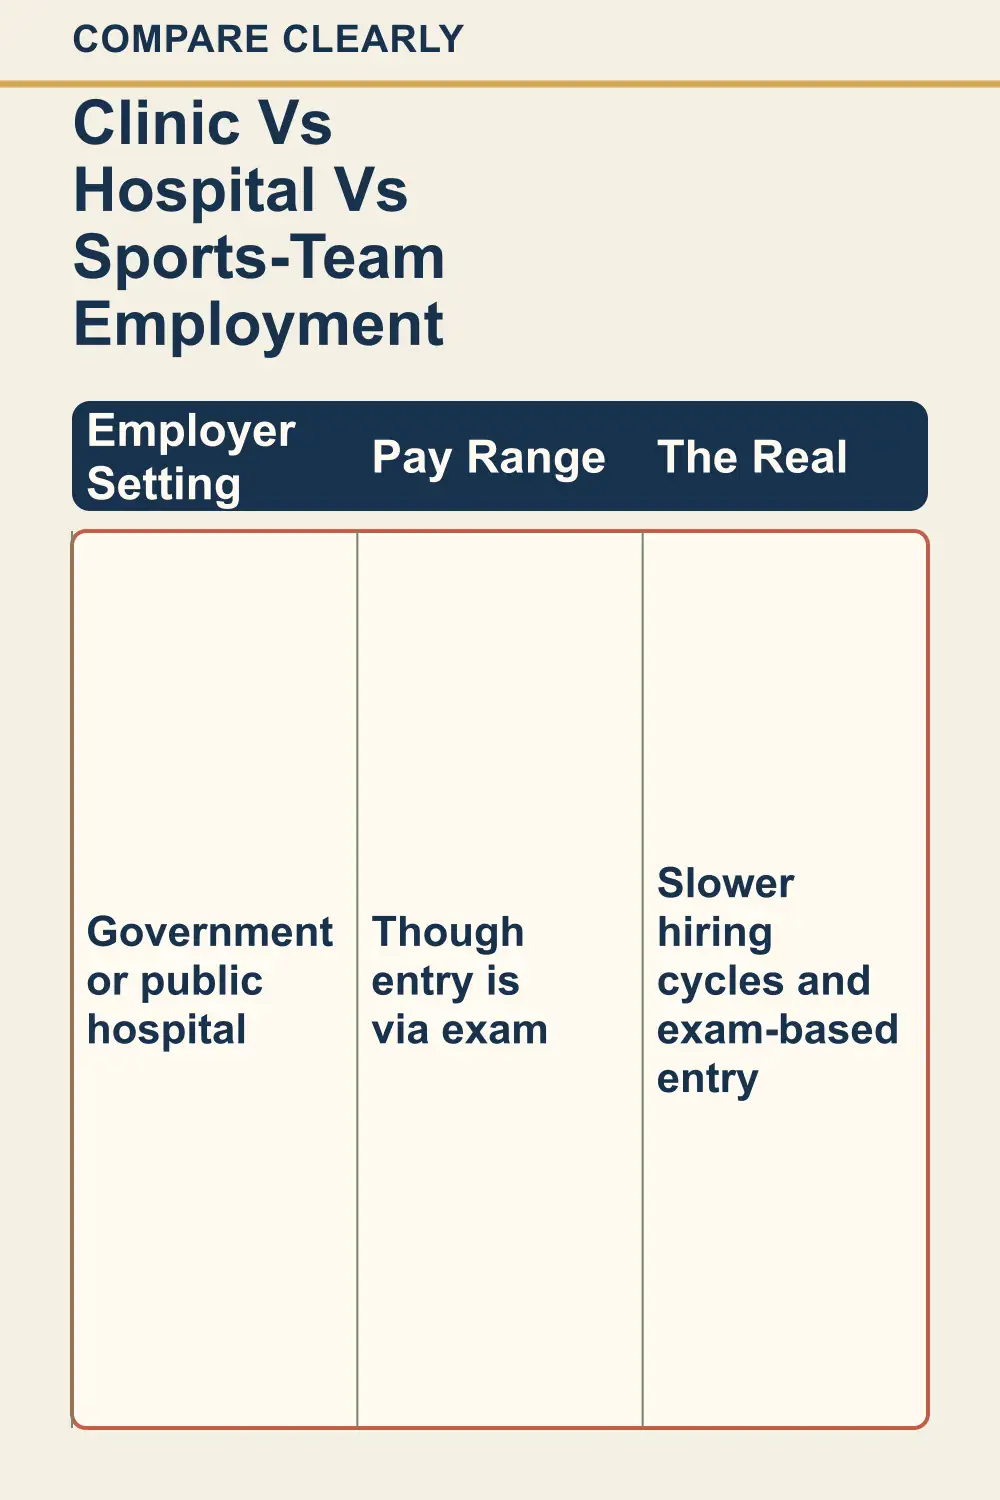 COMPARE CLEARLY
Clinic Vs
Hospital Vs
Sports-Team
Employment
Employer
Setting
Pay Range
The Real
Government
or public
hospital
Though
entry is
via exam
Slower
hiring
cycles and
exam-based
entry